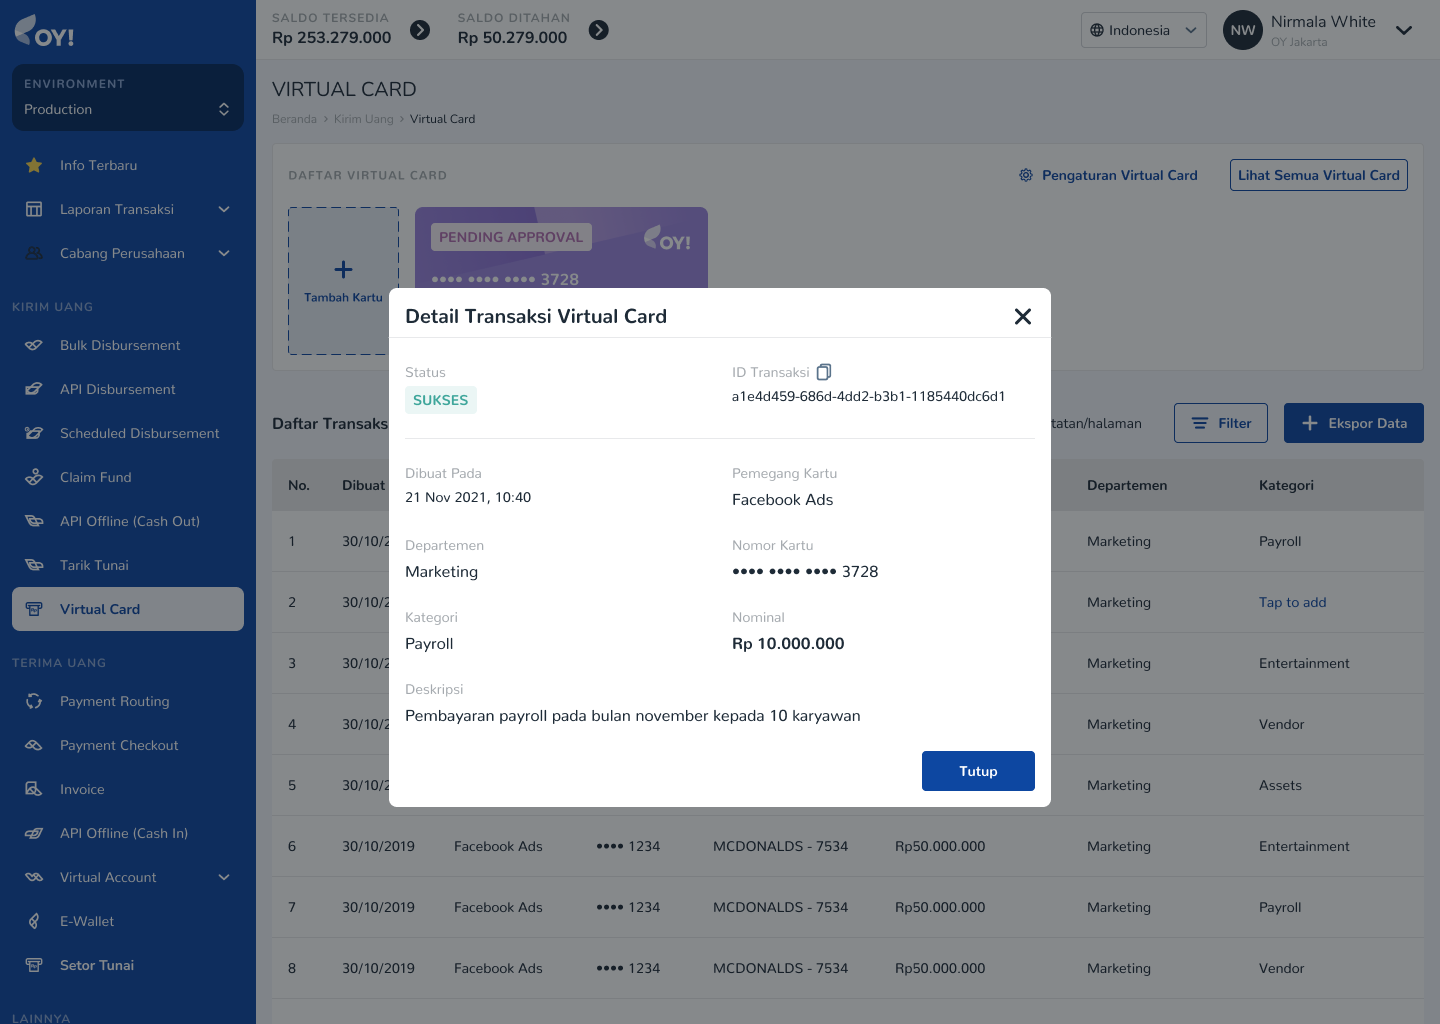 OY!
ENVIRONMENT
Production
Info Terbaru
Laporan Transaksi
Cabang Perusahaan
KIRIM UANG
Bulk Disbursement
API Disbursement
Scheduled Disbursement
Claim Fund
API Offline (Cash Out)
Tarik Tunai
Virtual Card
TERIMA UANG
Payment Routing
Payment Checkout
Invoice
API Offline (Cash In)
Virtual Account
E-Wallet
Setor Tunai
LAINNYA
SALDO TERSEDIA
Rp 253.279.000
SALDO DITAHAN
Rp 50.279.000
Indonesia
NW
Nirmala White
OY Jakarta
VIRTUAL CARD
Beranda > Kirim Uang > Virtual Card
DAFTAR VIRTUAL CARD
Pengaturan Virtual Card
Lihat Semua Virtual Card
Tambah Kartu
PENDING APPROVAL
OY!
•••• •••• •••• 3728
Detail Transaksi Virtual Card
Status
SUKSES
ID Transaksi
a1e4d459-686d-4dd2-b3b1-1185440dc6d1
Dibuat Pada
21 Nov 2021, 10:40
Pemegang Kartu
Facebook Ads
Departemen
Marketing
Nomor Kartu
•••• •••• •••• 3728
Kategori
Payroll
Nominal
Rp 10.000.000
Deskripsi
Pembayaran payroll pada bulan november kepada 10 karyawan
Tutup
Daftar Transaks
tatan/halaman
Filter
Ekspor Data
No. Dibuat Departemen Kategori
1 30/10/2 Marketing Payroll
2 30/10/2 Marketing Tap to add
3 30/10/2 Marketing Entertainment
4 30/10/2 Marketing Vendor
5 30/10/2 Marketing Assets
6 30/10/2019 Facebook Ads •••• 1234 MCDONALDS - 7534 Rp50.000.000 Marketing Entertainment
7 30/10/2019 Facebook Ads •••• 1234 MCDONALDS - 7534 Rp50.000.000 Marketing Payroll
8 30/10/2019 Facebook Ads •••• 1234 MCDONALDS - 7534 Rp50.000.000 Marketing Vendor